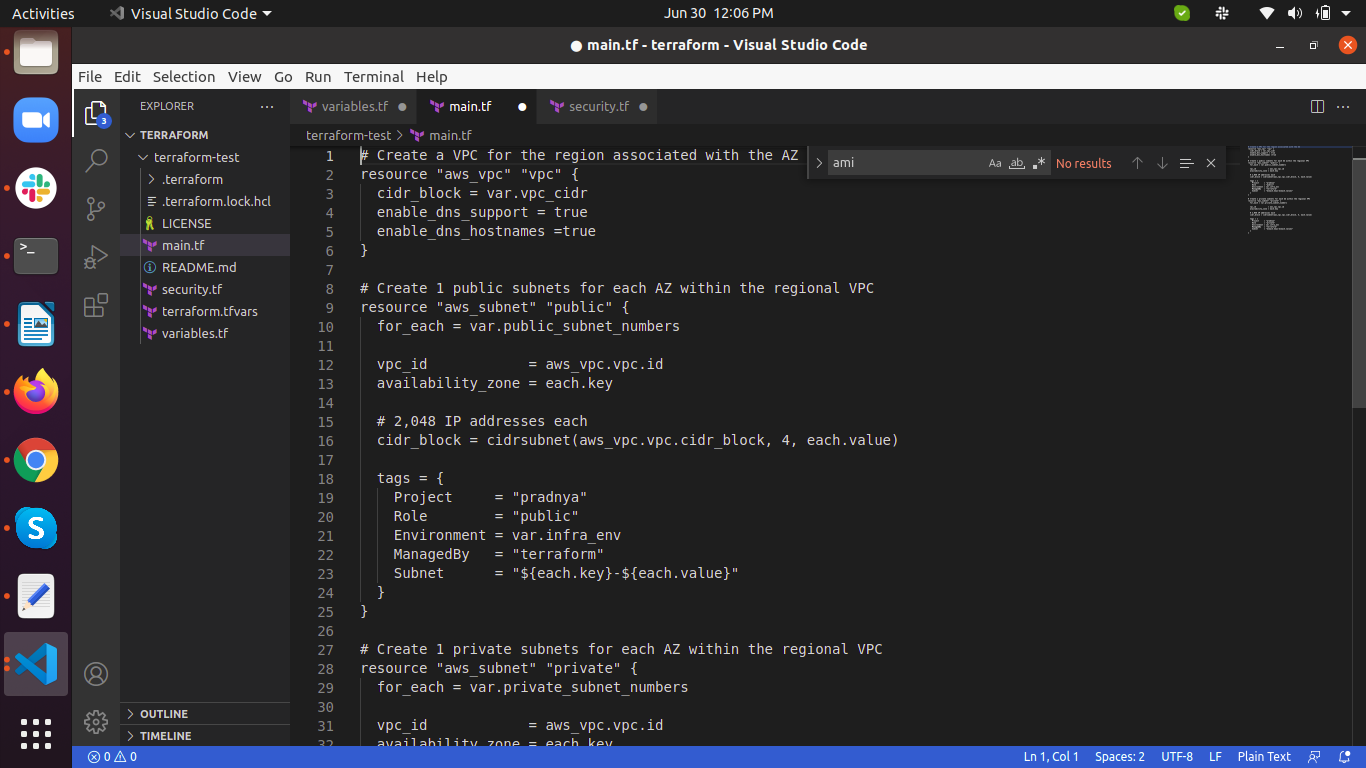 Activities
Visual Studio Code
Jun 30 12:06 PM
● main.tf - terraform - Visual Studio Code
File Edit Selection View Go Run Terminal Help
EXPLORER
TERRAFORM
terraform-test
.terraform
.terraform.lock.hcl
LICENSE
main.tf
README.md
security.tf
terraform.tfvars
variables.tf
OUTLINE
TIMELINE
3
S
>_
variables.tf
main.tf
security.tf
terraform-test > main.tf
ami
Aa ab .*
No results
1 # Create a VPC for the region associated with the AZ
2 resource "aws_vpc" "vpc" {
3   cidr_block = var.vpc_cidr
4   enable_dns_support = true
5   enable_dns_hostnames =true
6 }
7
8 # Create 1 public subnets for each AZ within the regional VPC
9 resource "aws_subnet" "public" {
10   for_each = var.public_subnet_numbers
11
12   vpc_id            = aws_vpc.vpc.id
13   availability_zone = each.key
14
15   # 2,048 IP addresses each
16   cidr_block = cidrsubnet(aws_vpc.vpc.cidr_block, 4, each.value)
17
18   tags = {
19     Project     = "pradnya"
20     Role        = "public"
21     Environment = var.infra_env
22     ManagedBy   = "terraform"
23     Subnet      = "${each.key}-${each.value}"
24   }
25 }
26
27 # Create 1 private subnets for each AZ within the regional VPC
28 resource "aws_subnet" "private" {
29   for_each = var.private_subnet_numbers
30
31   vpc_id            = aws_vpc.vpc.id
32   availability_zone = each.key
0 0
Ln 1, Col 1
Spaces: 2
UTF-8
LF
Plain Text